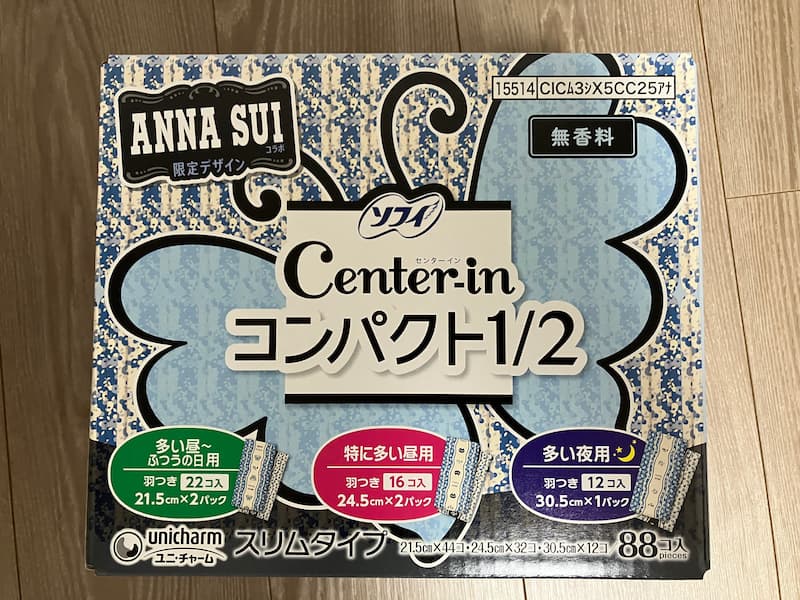 15514 CICム3シX5CC25アナ
ANNA SUI
コラボ
限定デザイン
無香料
ソフィ
センターイン
Center-in
コンパクト1/2
多い昼～
ふつうの日用
羽つき 22コ入
21.5cm×2パック
特に多い昼用
羽つき 16コ入
24.5cm×2パック
多い夜用
羽つき 12コ入
30.5cm×1パック
unicharm
ユニ・チャーム
スリムタイプ
21.5cm×44コ・24.5cm×32コ・30.5cm×12コ
88コ入
pieces